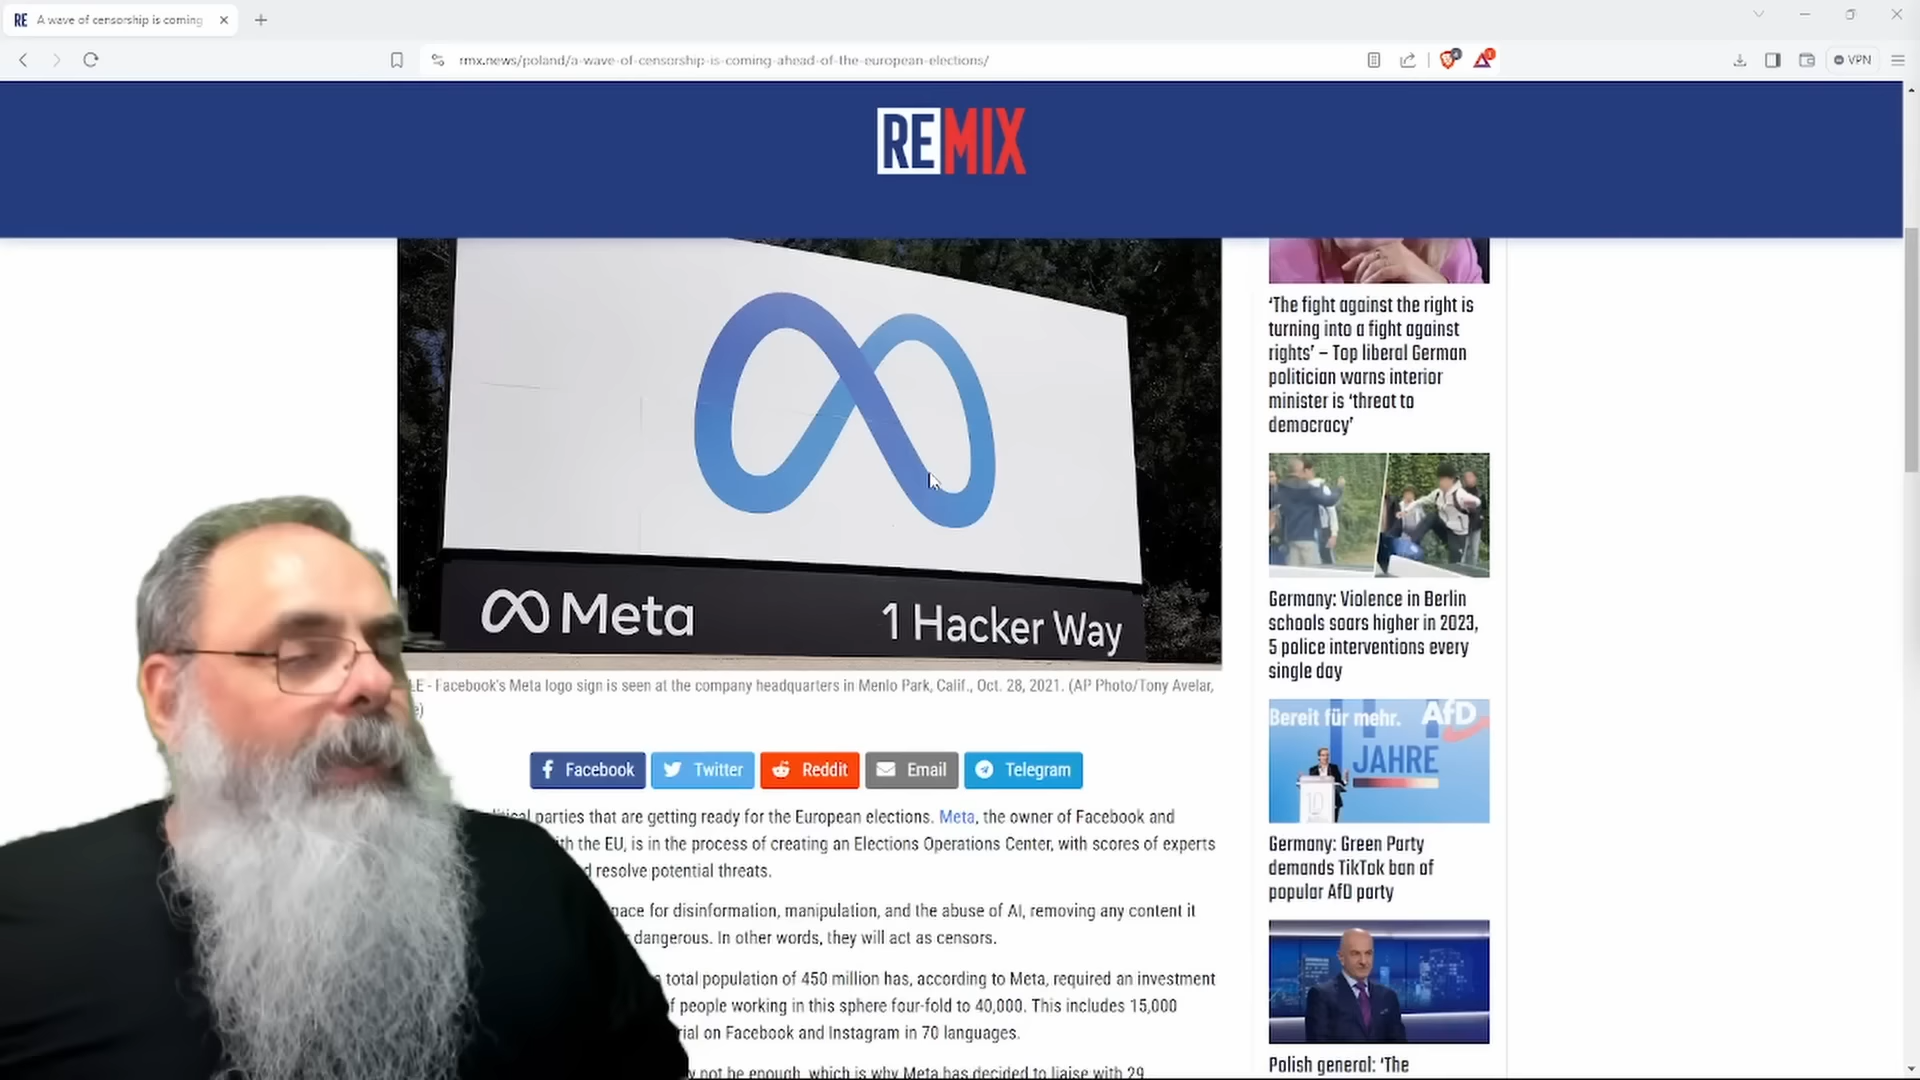 RE A wave of censorship is coming
rmx.news/poland/a-wave-of-censorship-is-coming-ahead-of-the-european-elections/
VPN
REMIX
Meta
1 Hacker Way
LE - Facebook's Meta logo sign is seen at the company headquarters in Menlo Park, Calif., Oct. 28, 2021. (AP Photo/Tony Avelar,
e)
Facebook
Twitter
Reddit
Email
Telegram
parties that are getting ready for the European elections. Meta, the owner of Facebook and
the EU, is in the process of creating an Elections Operations Center, with scores of experts
resolve potential threats.
for disinformation, manipulation, and the abuse of AI, removing any content it
dangerous. In other words, they will act as censors.
total population of 450 million has, according to Meta, required an investment
of people working in this sphere four-fold to 40,000. This includes 15,000
on Facebook and Instagram in 70 languages.
not be enough, which is why Meta has decided to liaise with 29
‘The fight against the right is
turning into a fight against
rights’ – Top liberal German
politician warns interior
minister is ‘threat to
democracy’
Germany: Violence in Berlin
schools soars higher in 2023,
5 police interventions every
single day
Bereit für mehr. AfD
JAHRE
10
Germany: Green Party
demands TikTok ban of
popular AfD party
Polish general: ‘The